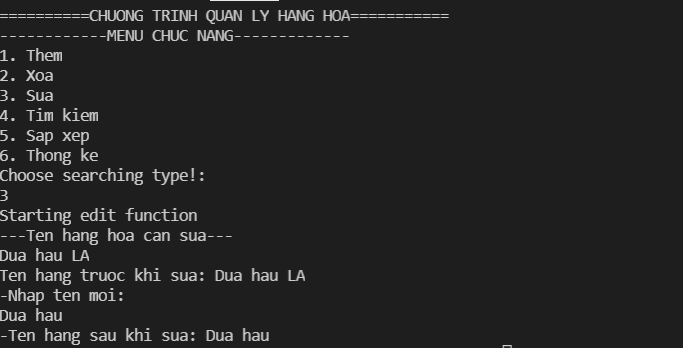 ==========CHUONG TRINH QUAN LY HANG HOA===========
------------MENU CHUC NANG-------------
1. Them
2. Xoa
3. Sua
4. Tim kiem
5. Sap xep
6. Thong ke
Choose searching type!:
3
Starting edit function
---Ten hang hoa can sua---
Dua hau LA
Ten hang truoc khi sua: Dua hau LA
-Nhap ten moi:
Dua hau
-Ten hang sau khi sua: Dua hau